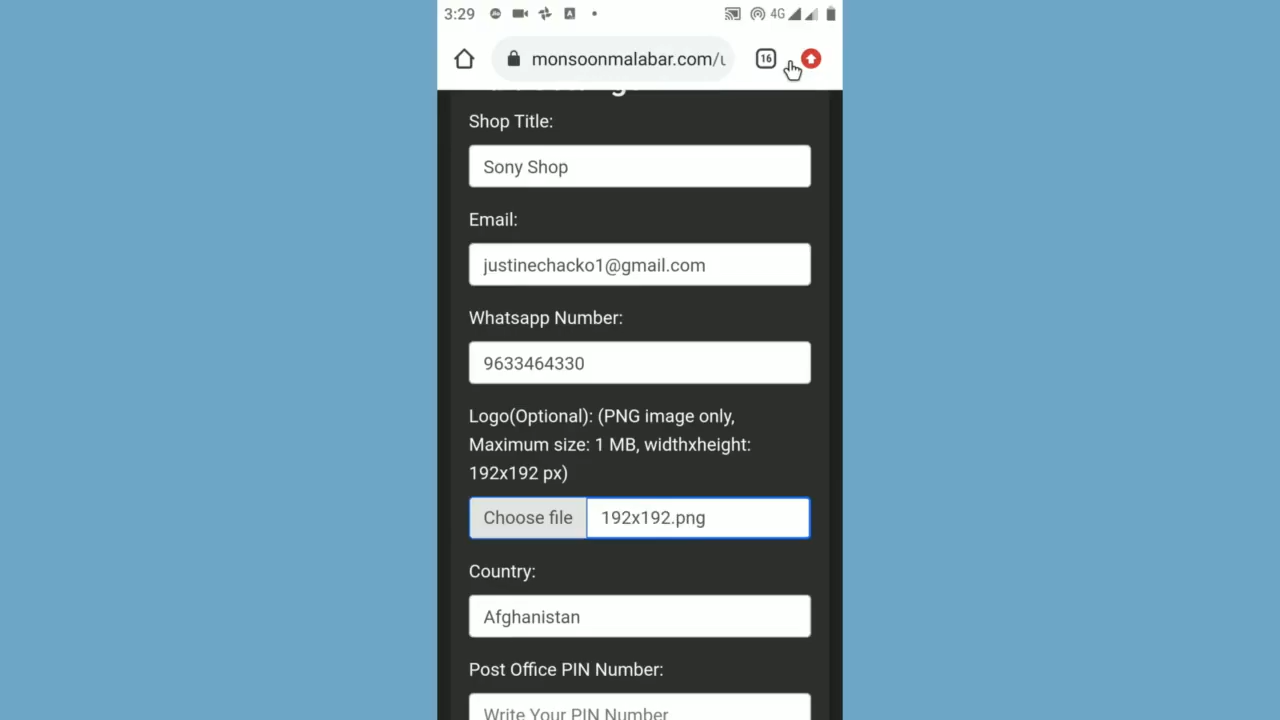 3:29
4G
monsoonmalabar.com/u
16
Shop Title:
Sony Shop
Email:
justinechacko1@gmail.com
Whatsapp Number:
9633464330
Logo(Optional): (PNG image only,
Maximum size: 1 MB, widthxheight:
192x192 px)
Choose file
192x192.png
Country:
Afghanistan
Post Office PIN Number:
Write Your PIN Number